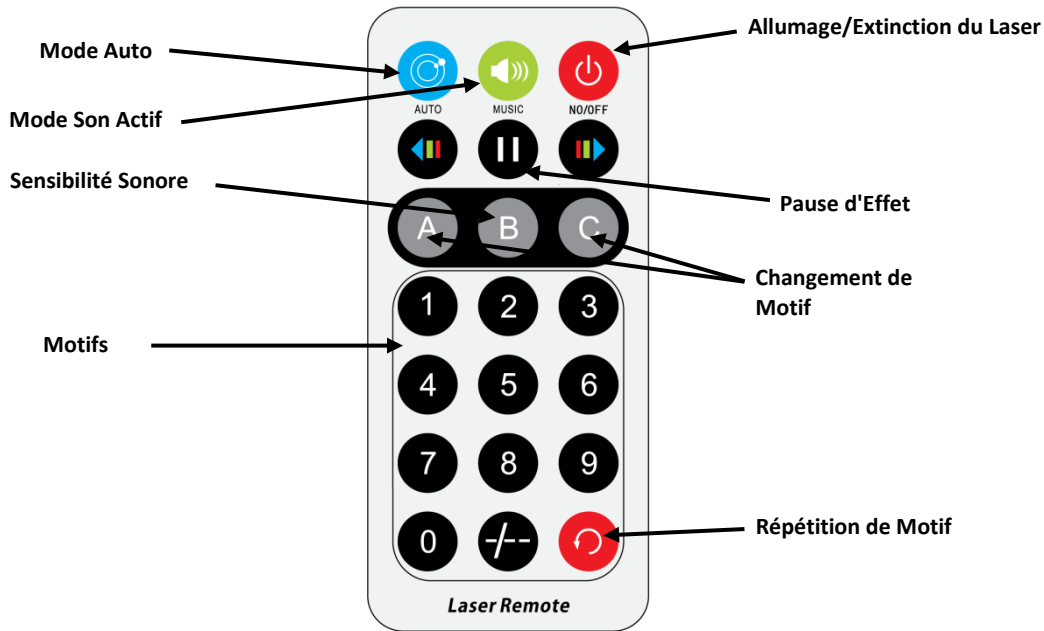 Allumage/Extinction du Laser
Mode Auto
AUTO
MUSIC
NO/OFF
Mode Son Actif
Sensibilité Sonore
Pause d'Effet
A B C
Changement de
Motif
1 2 3
Motifs
4 5 6
7 8 9
Répétition de Motif
0 -/--
Laser Remote